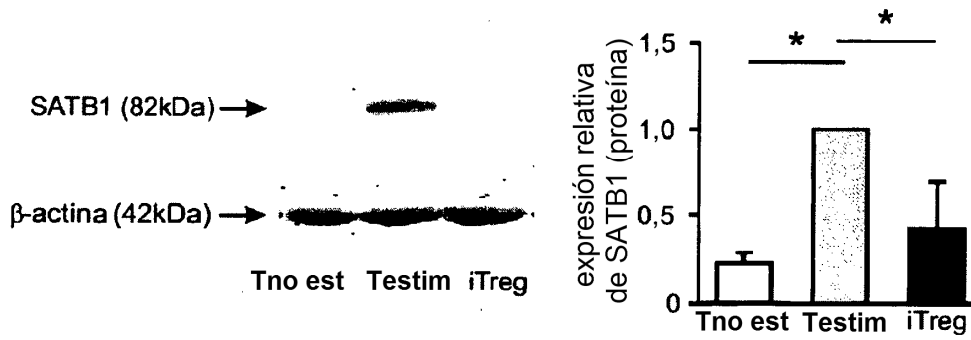 SATB1 (82kDa)
β-actina (42kDa)
Tno est Testim iTreg
expresión relativa
de SATB1 (proteína)
* *
1,5
1,0
0,5
0
Tno est Testim iTreg